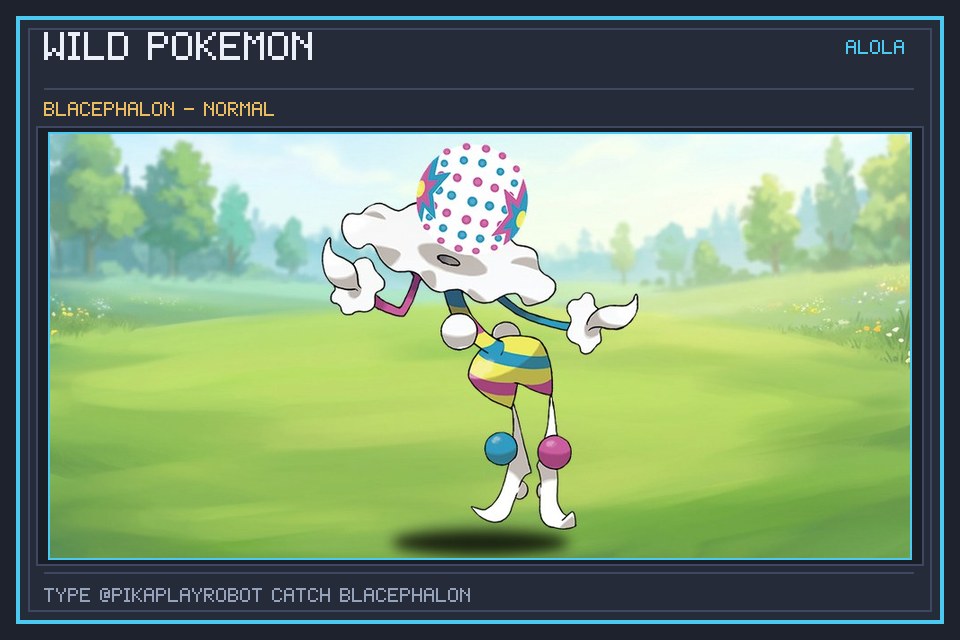 WILD POKEMON
ALOLA
BLACEPHALON - NORMAL
TYPE @PIKAPLAYROBOT CATCH BLACEPHALON